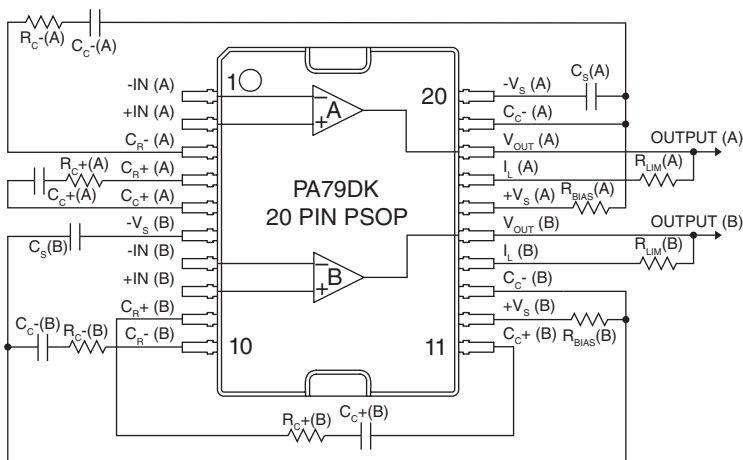 R_C-(A)
C_C-(A)
C_S(A)
-IN (A)
1
20
-V_S (A)
+IN (A)
A
C_C- (A)
C_R- (A)
V_OUT (A)
OUTPUT (A)
R_C+(A)
C_C+(A)
C_R+ (A)
I_L (A)
R_LIM(A)
C_C+ (A)
PA79DK
20 PIN PSOP
+V_S (A)
R_BIAS(A)
-V_S (B)
C_S(B)
V_OUT (B)
OUTPUT (B)
-IN (B)
I_L (B)
R_LIM(B)
+IN (B)
B
C_C- (B)
C_R+ (B)
+V_S (B)
R_BIAS(B)
C_C-(B)
R_C-(B)
C_R- (B)
10
11
C_C+ (B)
R_C+(B)
C_C+(B)